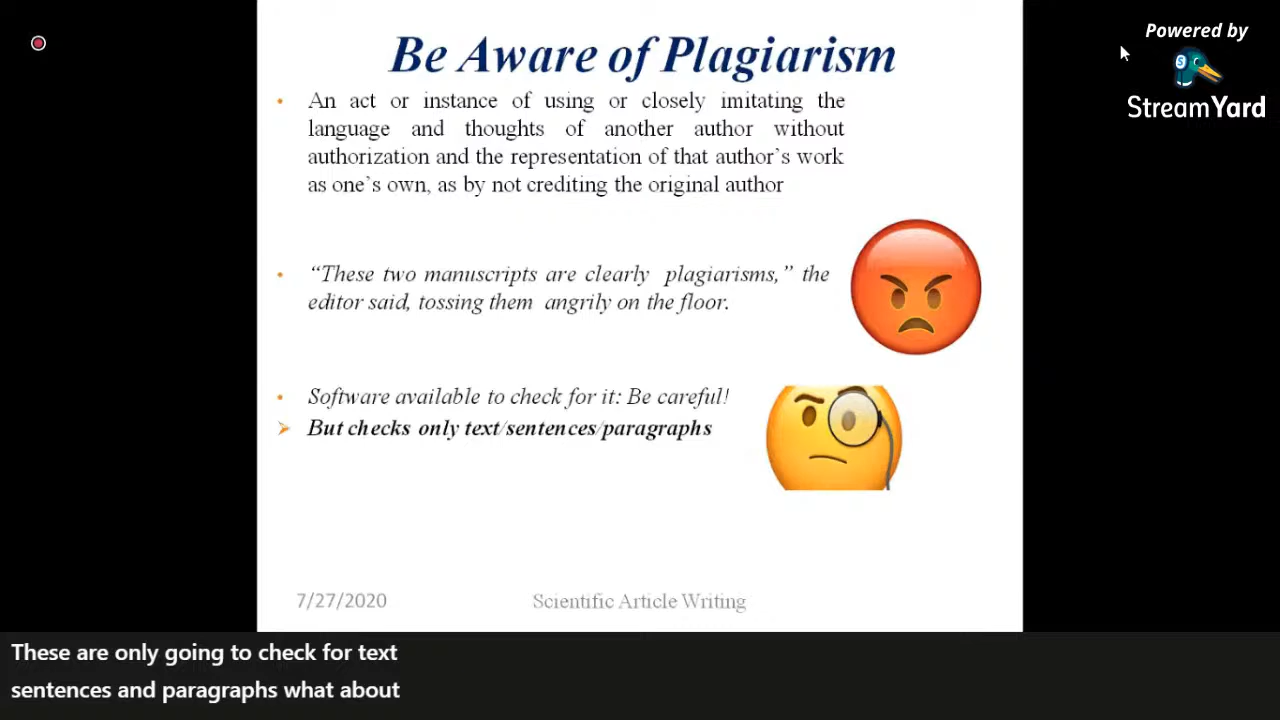 Powered by
StreamYard
Be Aware of Plagiarism
• An act or instance of using or closely imitating the
language and thoughts of another author without
authorization and the representation of that author`s work
as one`s own, as by not crediting the original author
• “These two manuscripts are clearly plagiarisms,” the
editor said, tossing them angrily on the floor.
• Software available to check for it: Be careful!
➤ But checks only text/sentences/paragraphs
7/27/2020
Scientific Article Writing
These are only going to check for text
sentences and paragraphs what about